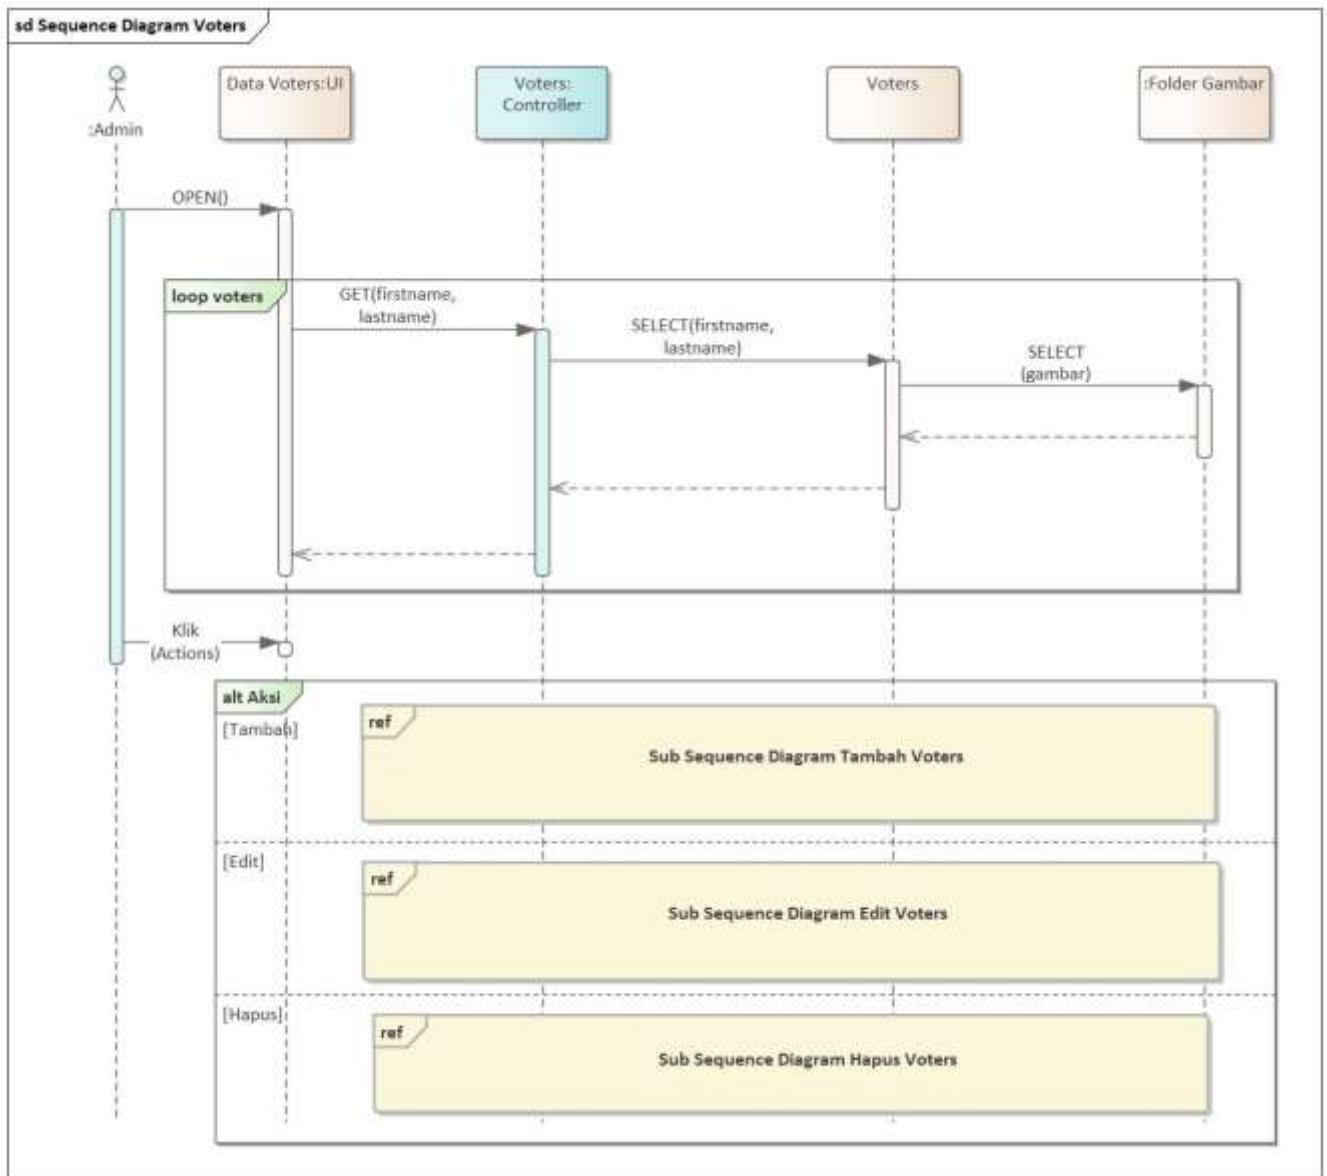 sd Sequence Diagram Voters
:Admin
Data Voters:UI
Voters:
Controller
Voters
:Folder Gambar
OPEN()
loop voters
GET(firstname,
lastname)
SELECT(firstname,
lastname)
SELECT
(gambar)
Klik
(Actions)
alt Aksi
[Tambah]
ref
Sub Sequence Diagram Tambah Voters
[Edit]
ref
Sub Sequence Diagram Edit Voters
[Hapus]
ref
Sub Sequence Diagram Hapus Voters